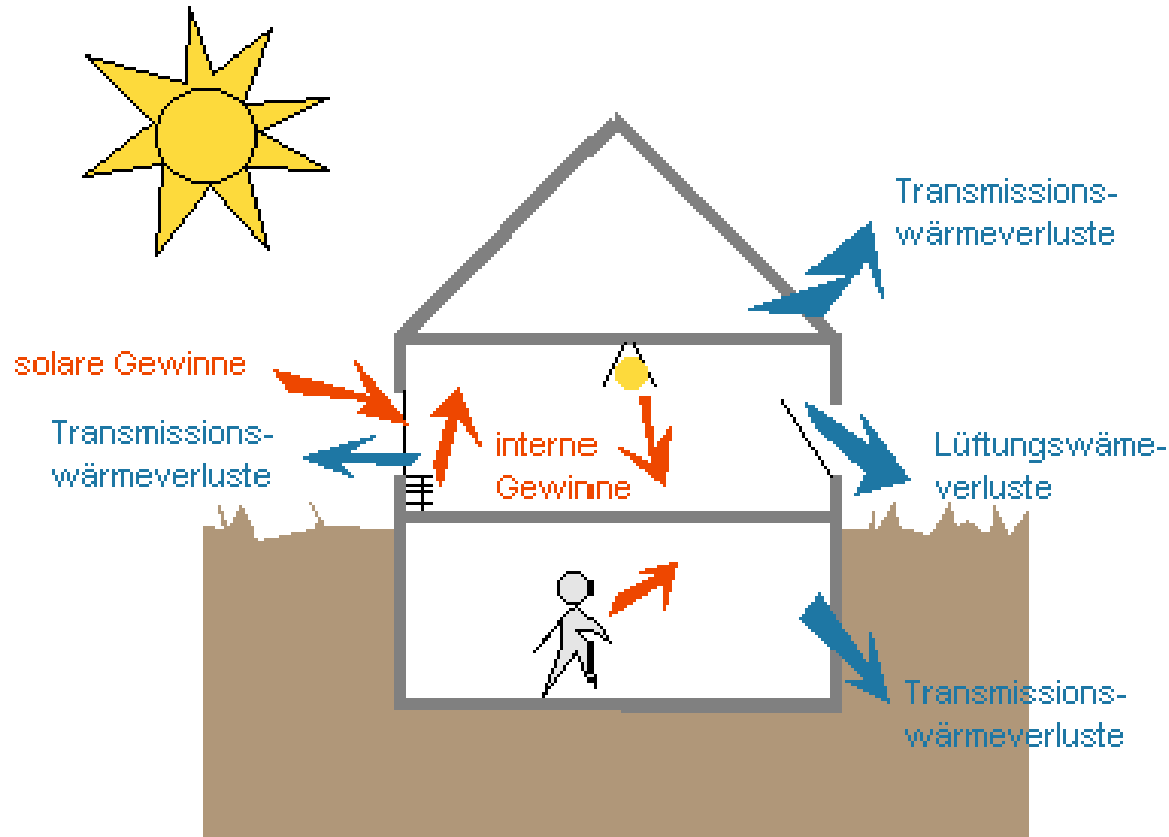 Transmissions-
wärmeverluste
solare Gewinne
Transmissions-
wärmeverluste
interne
Gewinne
Lüftungswäme-
verluste
Transmissions-
wärmeverluste